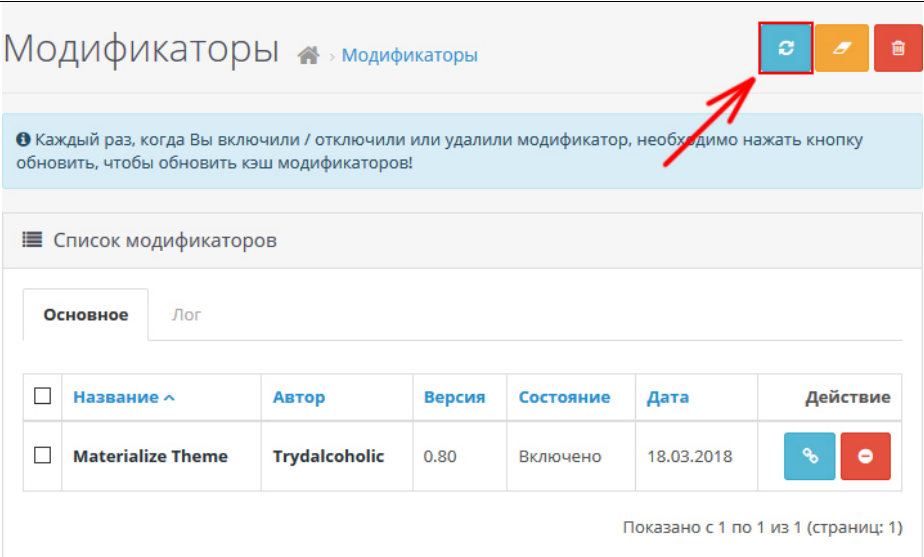 Модификаторы › Модификаторы
Каждый раз, когда Вы включили / отключили или удалили модификатор, необходимо нажать кнопку
обновить, чтобы обновить кэш модификаторов!
Список модификаторов
Основное Лог
Название Автор Версия Состояние Дата Действие
Materialize Theme Trydalcoholic 0.80 Включено 18.03.2018
Показано с 1 по 1 из 1 (страниц: 1)